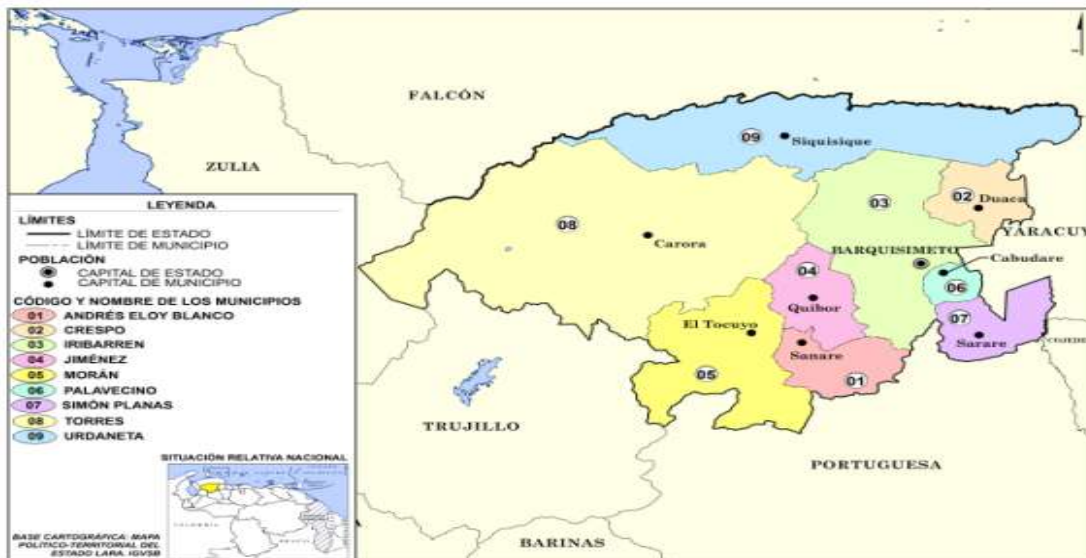 FALCÓN
ZULIA
09
Siquisique
03
02
Duaca
08
Carora
YARACUY
BARQUISIMETO
Cabudare
04
06
Quibor
07
El Tocuyo
Sanare
Sarare
05
01
TRUJILLO
PORTUGUESA
BARINAS
LEYENDA
LÍMITES
LÍMITE DE ESTADO
LÍMITE DE MUNICIPIO
POBLACIÓN
CAPITAL DE ESTADO
CAPITAL DE MUNICIPIO
CÓDIGO Y NOMBRE DE LOS MUNICIPIOS
01 ANDRÉS ELOY BLANCO
02 CRESPO
03 IRIBARREN
04 JIMÉNEZ
05 MORÁN
06 PALAVECINO
07 SIMÓN PLANAS
08 TORRES
09 URDANETA
SITUACIÓN RELATIVA NACIONAL
BASE CARTOGRÁFICA: MAPA
POLÍTICO-TERRITORIAL DEL
ESTADO LARA. IGVSB